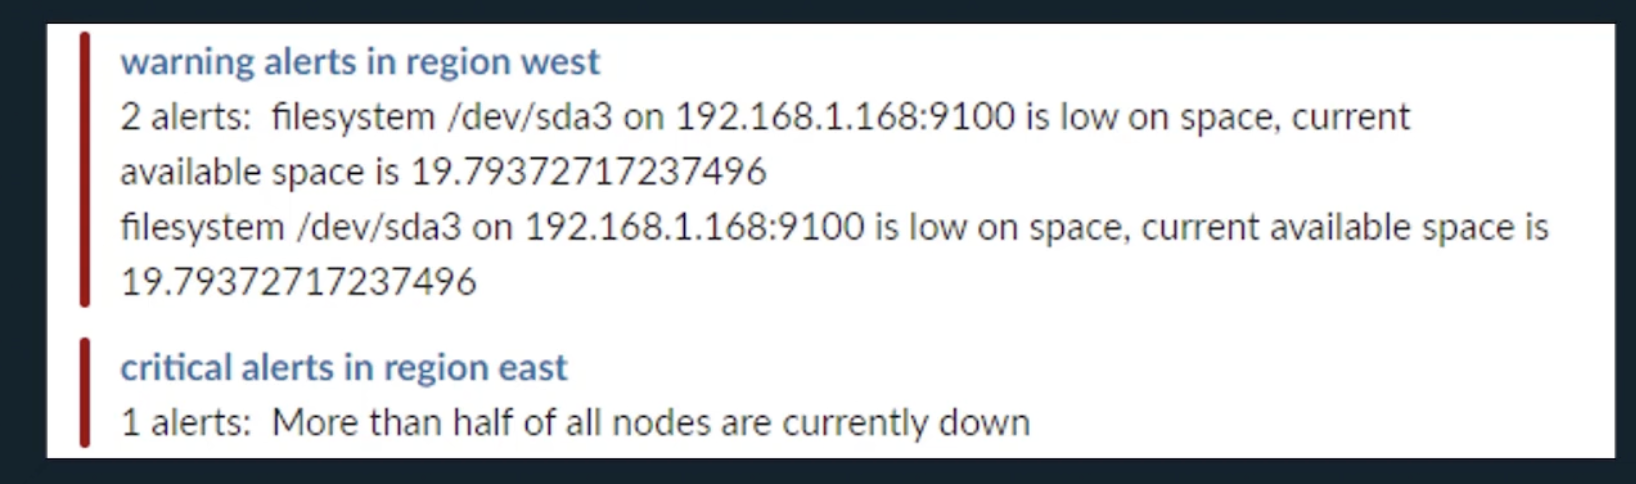 warning alerts in region west
2 alerts:  filesystem /dev/sda3 on 192.168.1.168:9100 is low on space, current
available space is 19.79372717237496
filesystem /dev/sda3 on 192.168.1.168:9100 is low on space, current available space is
19.79372717237496
critical alerts in region east
1 alerts:  More than half of all nodes are currently down